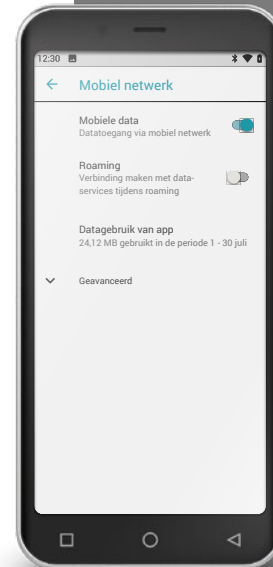 12:30
Mobiel netwerk
Mobiele data
Datatoegang via mobiel netwerk
Roaming
Verbinding maken met data-
services tijdens roaming
Datagebruik van app
24,12 MB gebruikt in de periode 1 - 30 juli
Geavanceerd